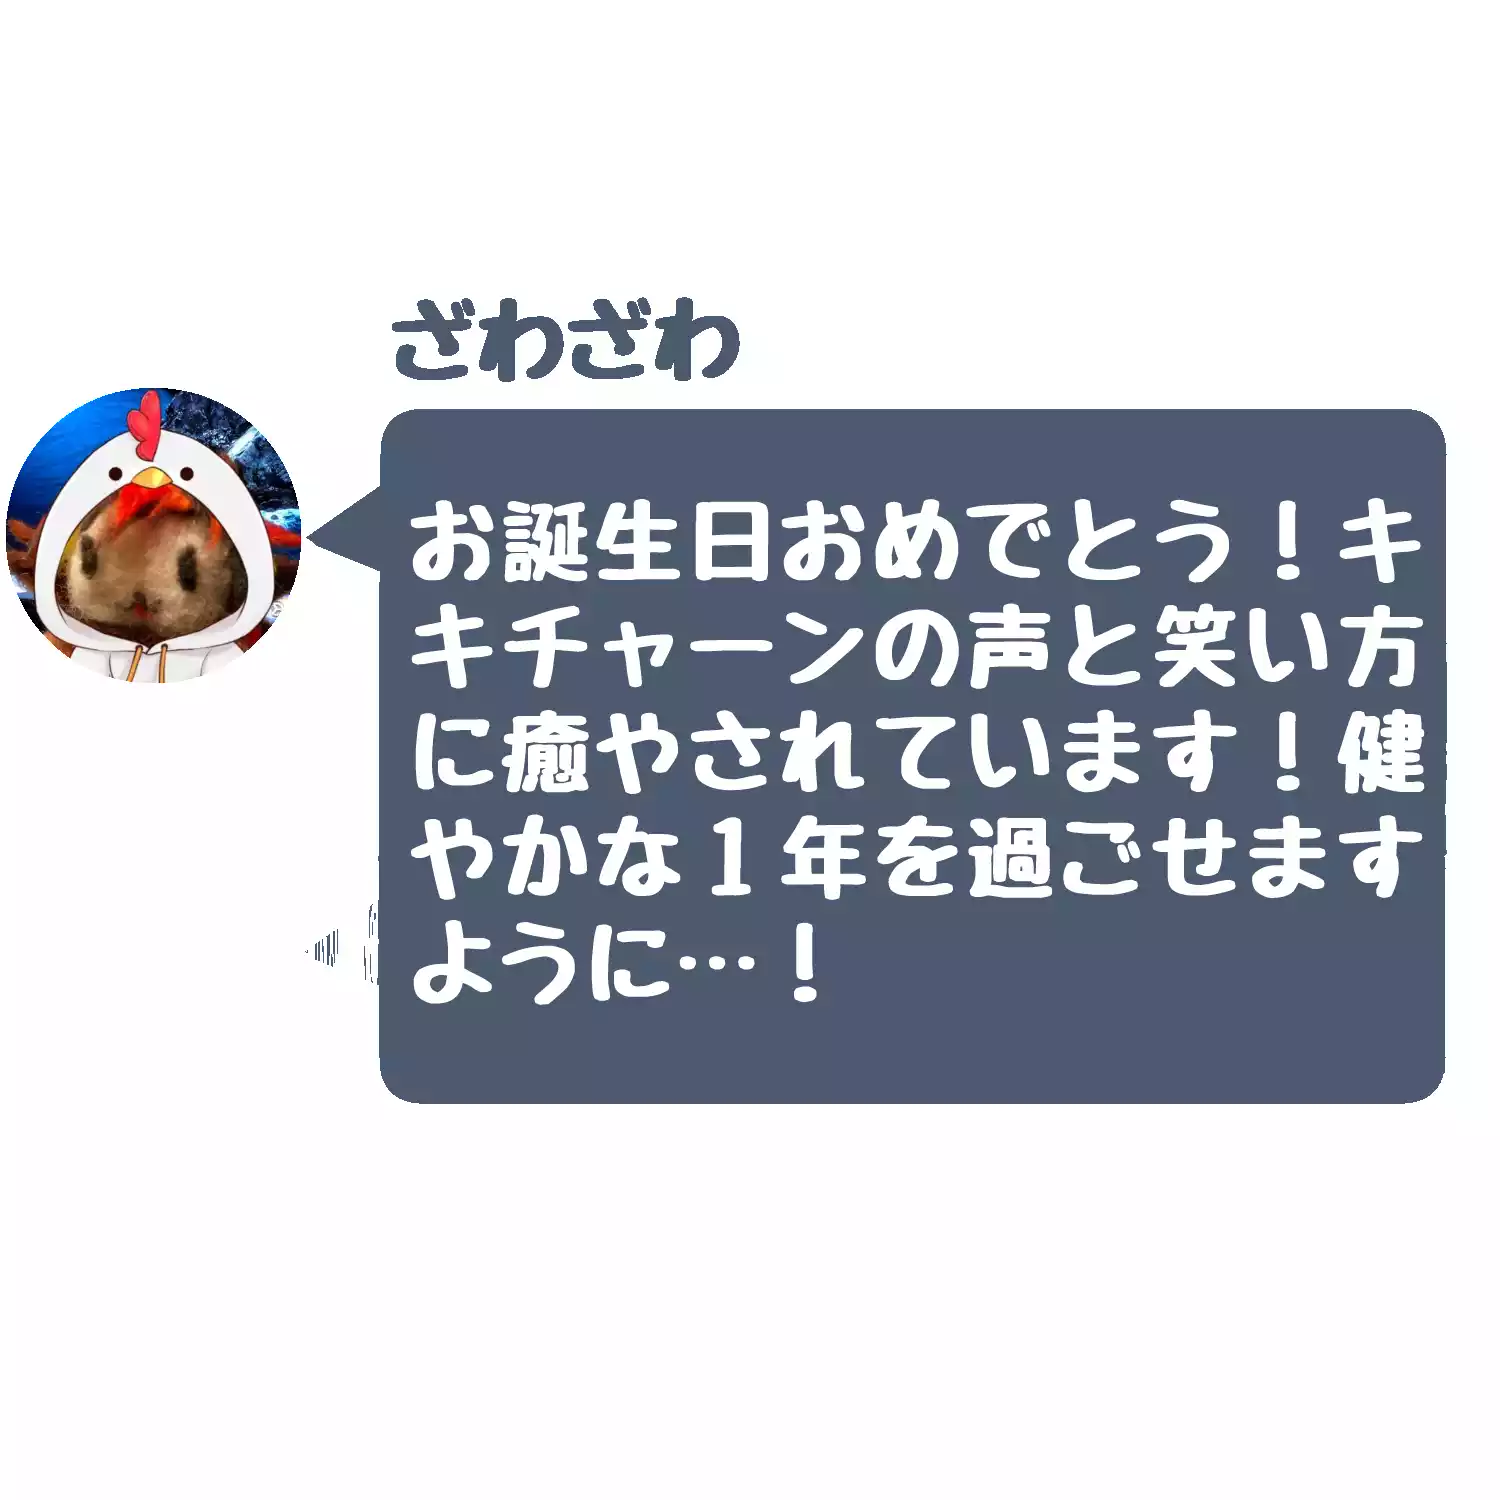 ざわざわ
お誕生日おめでとう！キ
キチャーンの声と笑い方
に癒やされています！健
やかな１年を過ごせます
ように…！